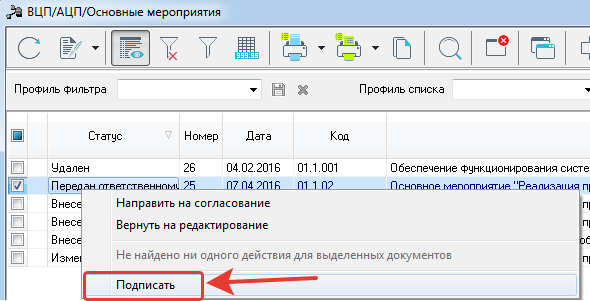 ВЦП/АЦП/Основные мероприятия
Профиль фильтра
Профиль списка
Статус Номер Дата Код
Удален 26 04.02.2016 01.1.001 Обеспечение функционирования систе
Передан ответственному 25 07.04.2016 01.1.02 Основное мероприятие "Реализация пр
Внесе
Внесе
Внесе
Измен
Направить на согласование
Вернуть на редактирование
Не найдено ни одного действия для выделенных документов
Подписать